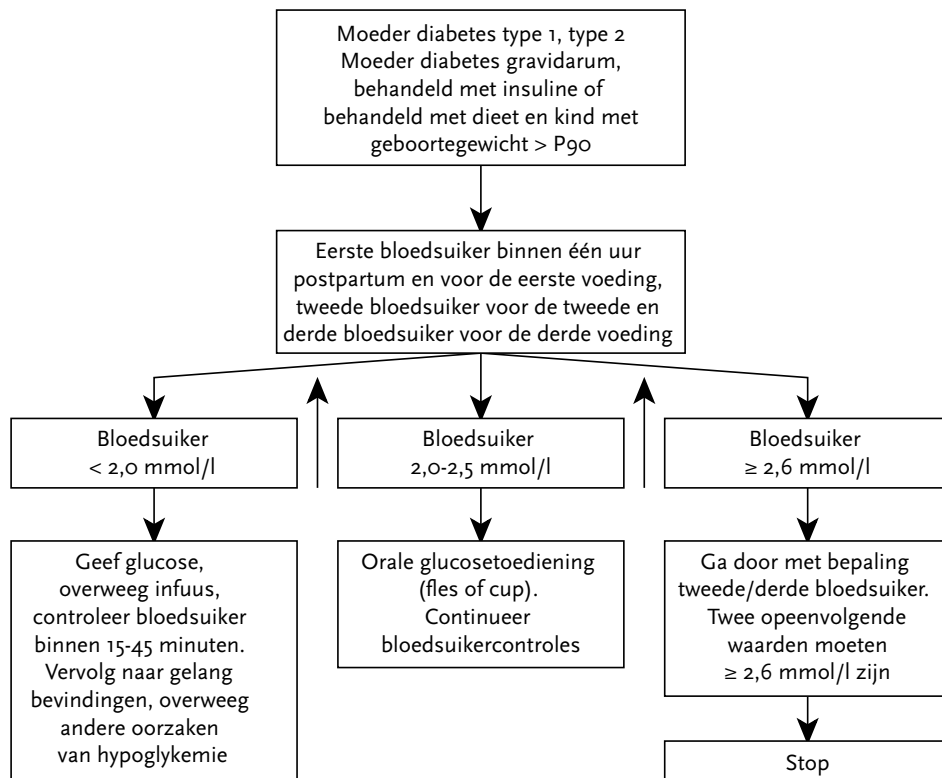 Moeder diabetes type 1, type 2
Moeder diabetes gravidarum,
behandeld met insuline of
behandeld met dieet en kind met
geboortegewicht > P90
Eerste bloedsuiker binnen één uur
postpartum en voor de eerste voeding,
tweede bloedsuiker voor de tweede en
derde bloedsuiker voor de derde voeding
Bloedsuiker
< 2,0 mmol/l
Bloedsuiker
2,0-2,5 mmol/l
Bloedsuiker
≥ 2,6 mmol/l
Geef glucose,
overweeg infuus,
controleer bloedsuiker
binnen 15-45 minuten.
Vervolg naar gelang
bevindingen, overweeg
andere oorzaken
van hypoglykemie
Orale glucosetoediening
(fles of cup).
Continueer
bloedsuikercontroles
Ga door met bepaling
tweede/derde bloedsuiker.
Twee opeenvolgende
waarden moeten
≥ 2,6 mmol/l zijn
Stop